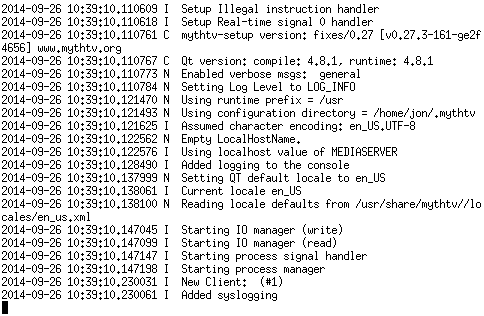 2014-09-26 10:39:10.110609 I  Setup Illegal instruction handler
2014-09-26 10:39:10.110618 I  Setup Real-time signal 0 handler
2014-09-26 10:39:10.110761 C  mythtv-setup version: fixes/0.27 [v0.27.3-161-ge2f
4656] www.mythtv.org
2014-09-26 10:39:10.110767 C  Qt version: compile: 4.8.1, runtime: 4.8.1
2014-09-26 10:39:10.110773 N  Enabled verbose msgs:  general
2014-09-26 10:39:10.110784 N  Setting Log Level to LOG_INFO
2014-09-26 10:39:10.121470 N  Using runtime prefix = /usr
2014-09-26 10:39:10.121493 N  Using configuration directory = /home/jon/.mythtv
2014-09-26 10:39:10.121625 I  Assumed character encoding: en_US.UTF-8
2014-09-26 10:39:10.122562 N  Empty LocalHostName.
2014-09-26 10:39:10.122576 I  Using localhost value of MEDIASERVER
2014-09-26 10:39:10.128490 I  Added logging to the console
2014-09-26 10:39:10.137999 N  Setting QT default locale to en_US
2014-09-26 10:39:10.138061 I  Current locale en_US
2014-09-26 10:39:10.138100 N  Reading locale defaults from /usr/share/mythtv//lo
cales/en_us.xml
2014-09-26 10:39:10.147045 I  Starting IO manager (write)
2014-09-26 10:39:10.147099 I  Starting IO manager (read)
2014-09-26 10:39:10.147147 I  Starting process signal handler
2014-09-26 10:39:10.147198 I  Starting process manager
2014-09-26 10:39:10.230031 I  New Client:  (#1)
2014-09-26 10:39:10.230061 I  Added syslogging